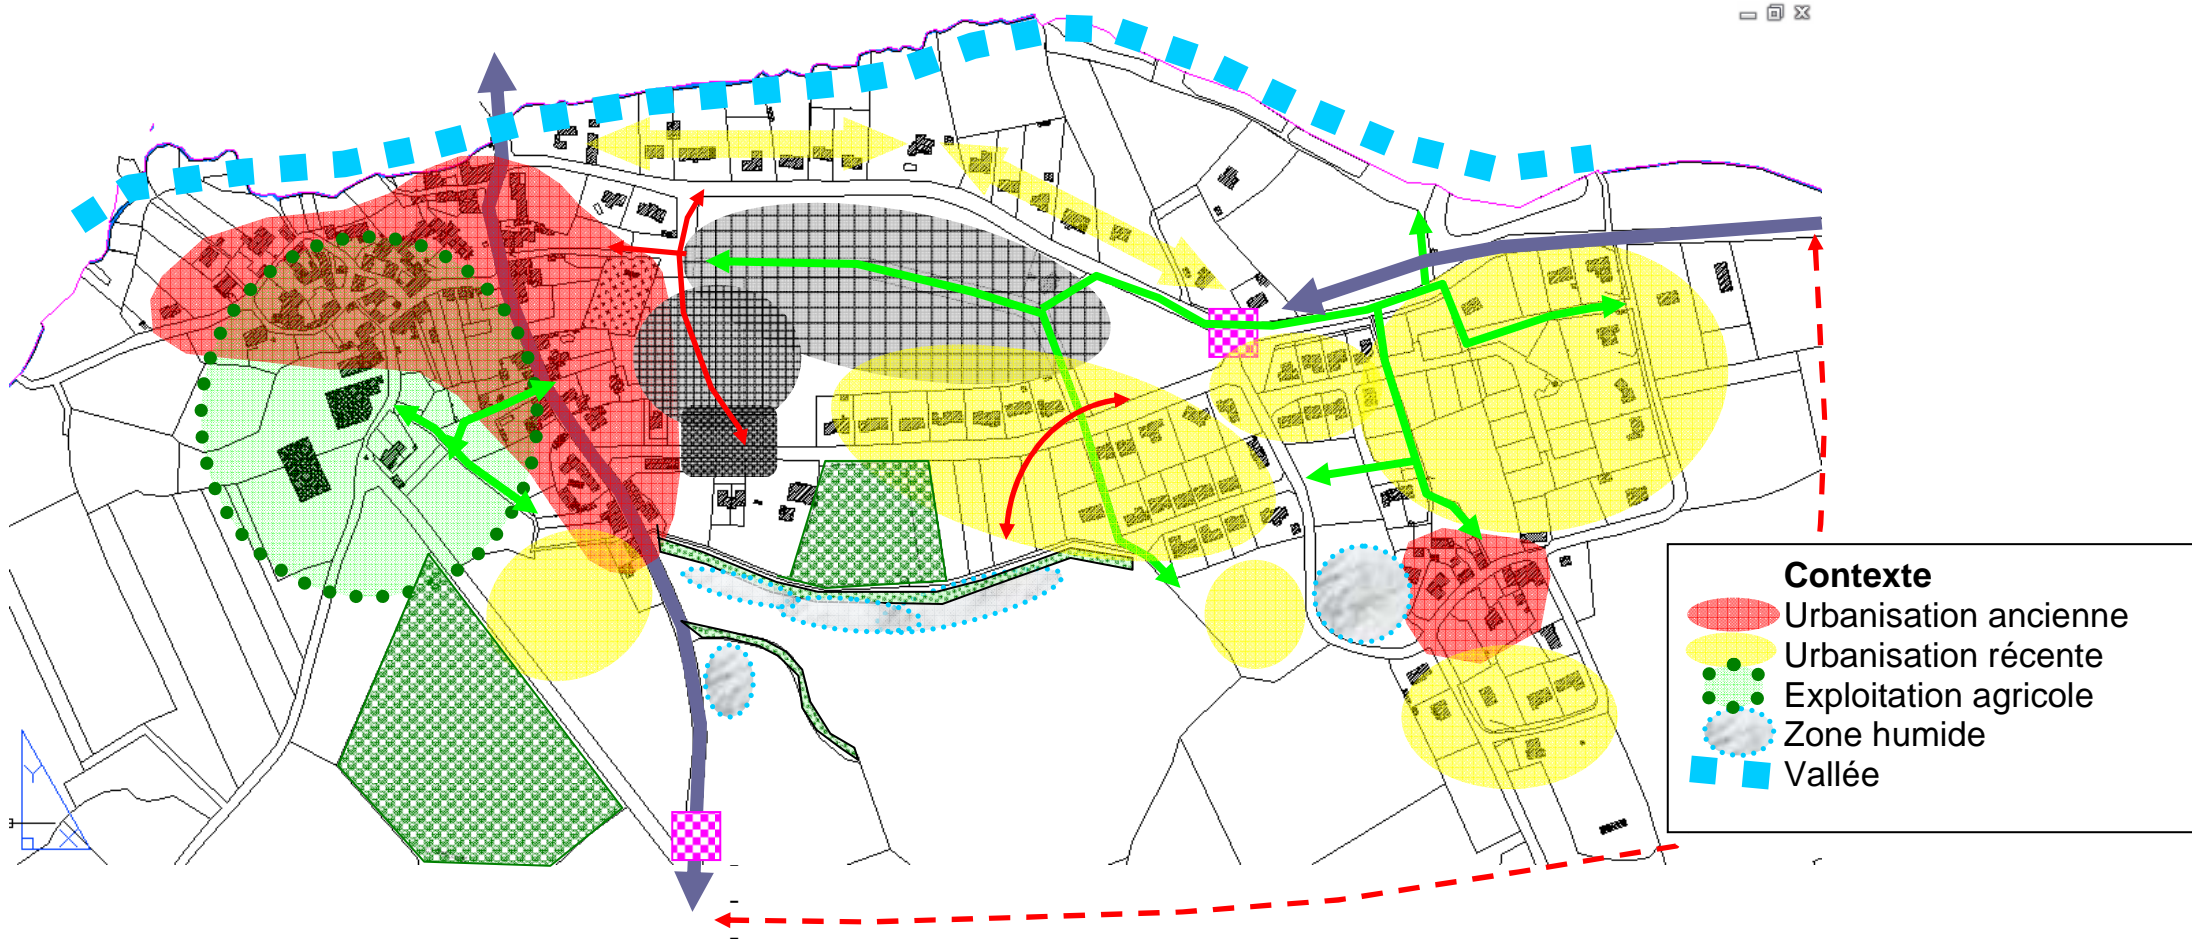 Contexte
Urbanisation ancienne
Urbanisation récente
Exploitation agricole
Zone humide
Vallée
Y
X